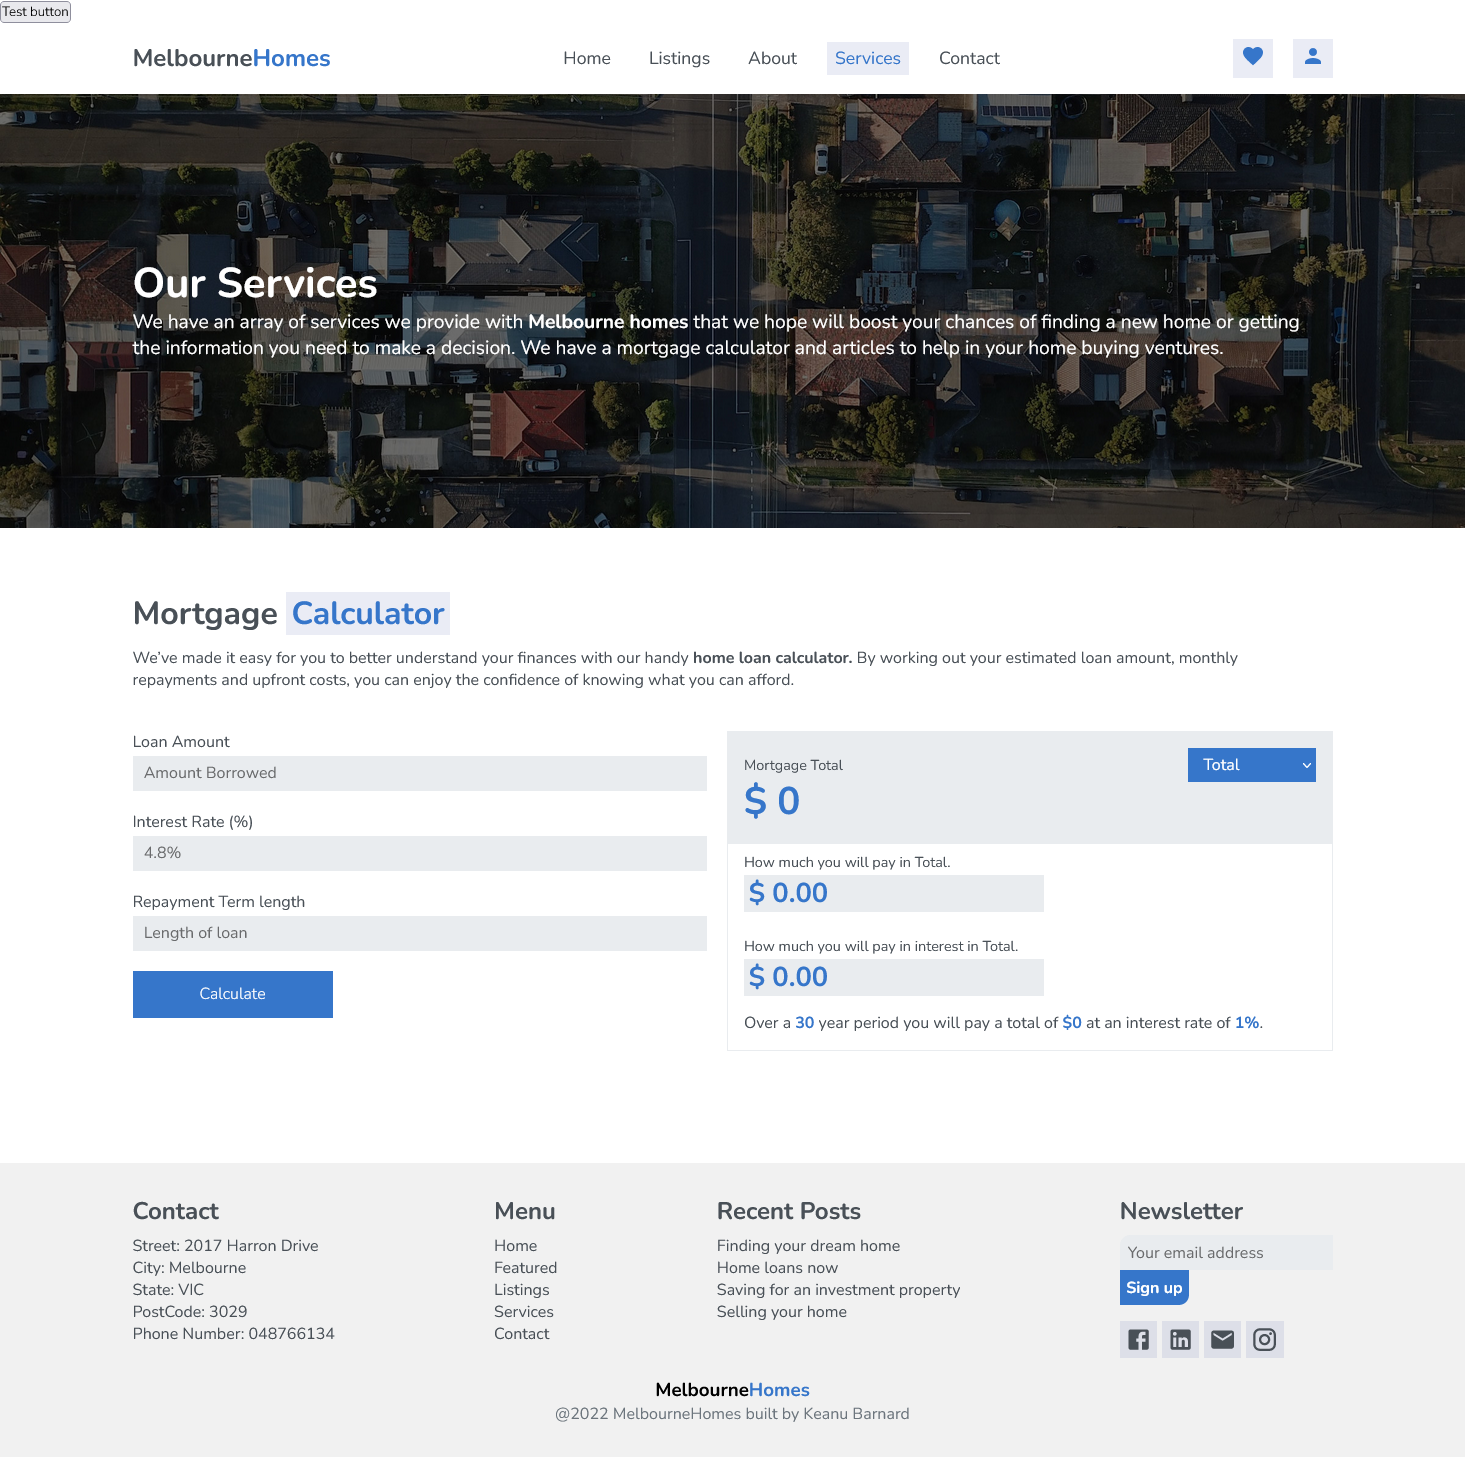 Test button
MelbourneHomes
Home
Listings
About
Services
Contact
Our Services
We have an array of services we provide with Melbourne homes that we hope will boost your chances of finding a new home or getting
the information you need to make a decision. We have a mortgage calculator and articles to help in your home buying ventures.
Mortgage Calculator
We've made it easy for you to better understand your finances with our handy home loan calculator. By working out your estimated loan amount, monthly
repayments and upfront costs, you can enjoy the confidence of knowing what you can afford.
Loan Amount
Amount Borrowed
Interest Rate (%)
4.8%
Repayment Term length
Length of loan
Calculate
Mortgage Total
Total
$ 0
How much you will pay in Total.
$ 0.00
How much you will pay in interest in Total.
$ 0.00
Over a 30 year period you will pay a total of $0 at an interest rate of 1%.
Contact
Street: 2017 Harron Drive
City: Melbourne
State: VIC
PostCode: 3029
Phone Number: 048766134
Menu
Home
Featured
Listings
Services
Contact
Recent Posts
Finding your dream home
Home loans now
Saving for an investment property
Selling your home
Newsletter
Your email address
Sign up
MelbourneHomes
@2022 MelbourneHomes built by Keanu Barnard